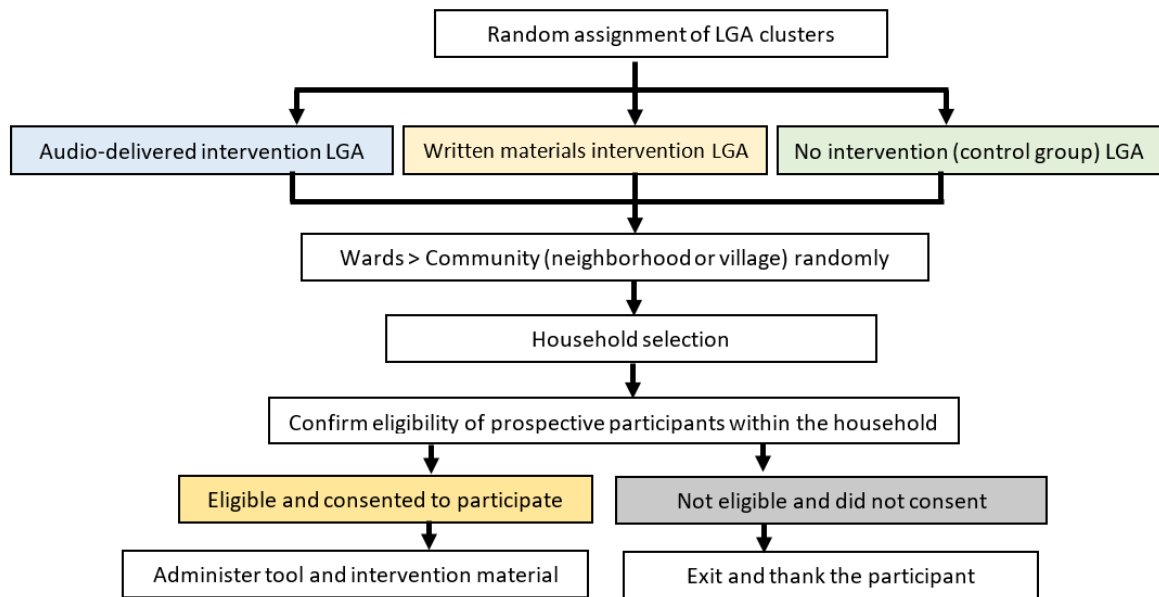 Random assignment of LGA clusters
Audio-delivered intervention LGA
Written materials intervention LGA
No intervention (control group) LGA
Wards > Community (neighborhood or village) randomly
Household selection
Confirm eligibility of prospective participants within the household
Eligible and consented to participate
Not eligible and did not consent
Administer tool and intervention material
Exit and thank the participant